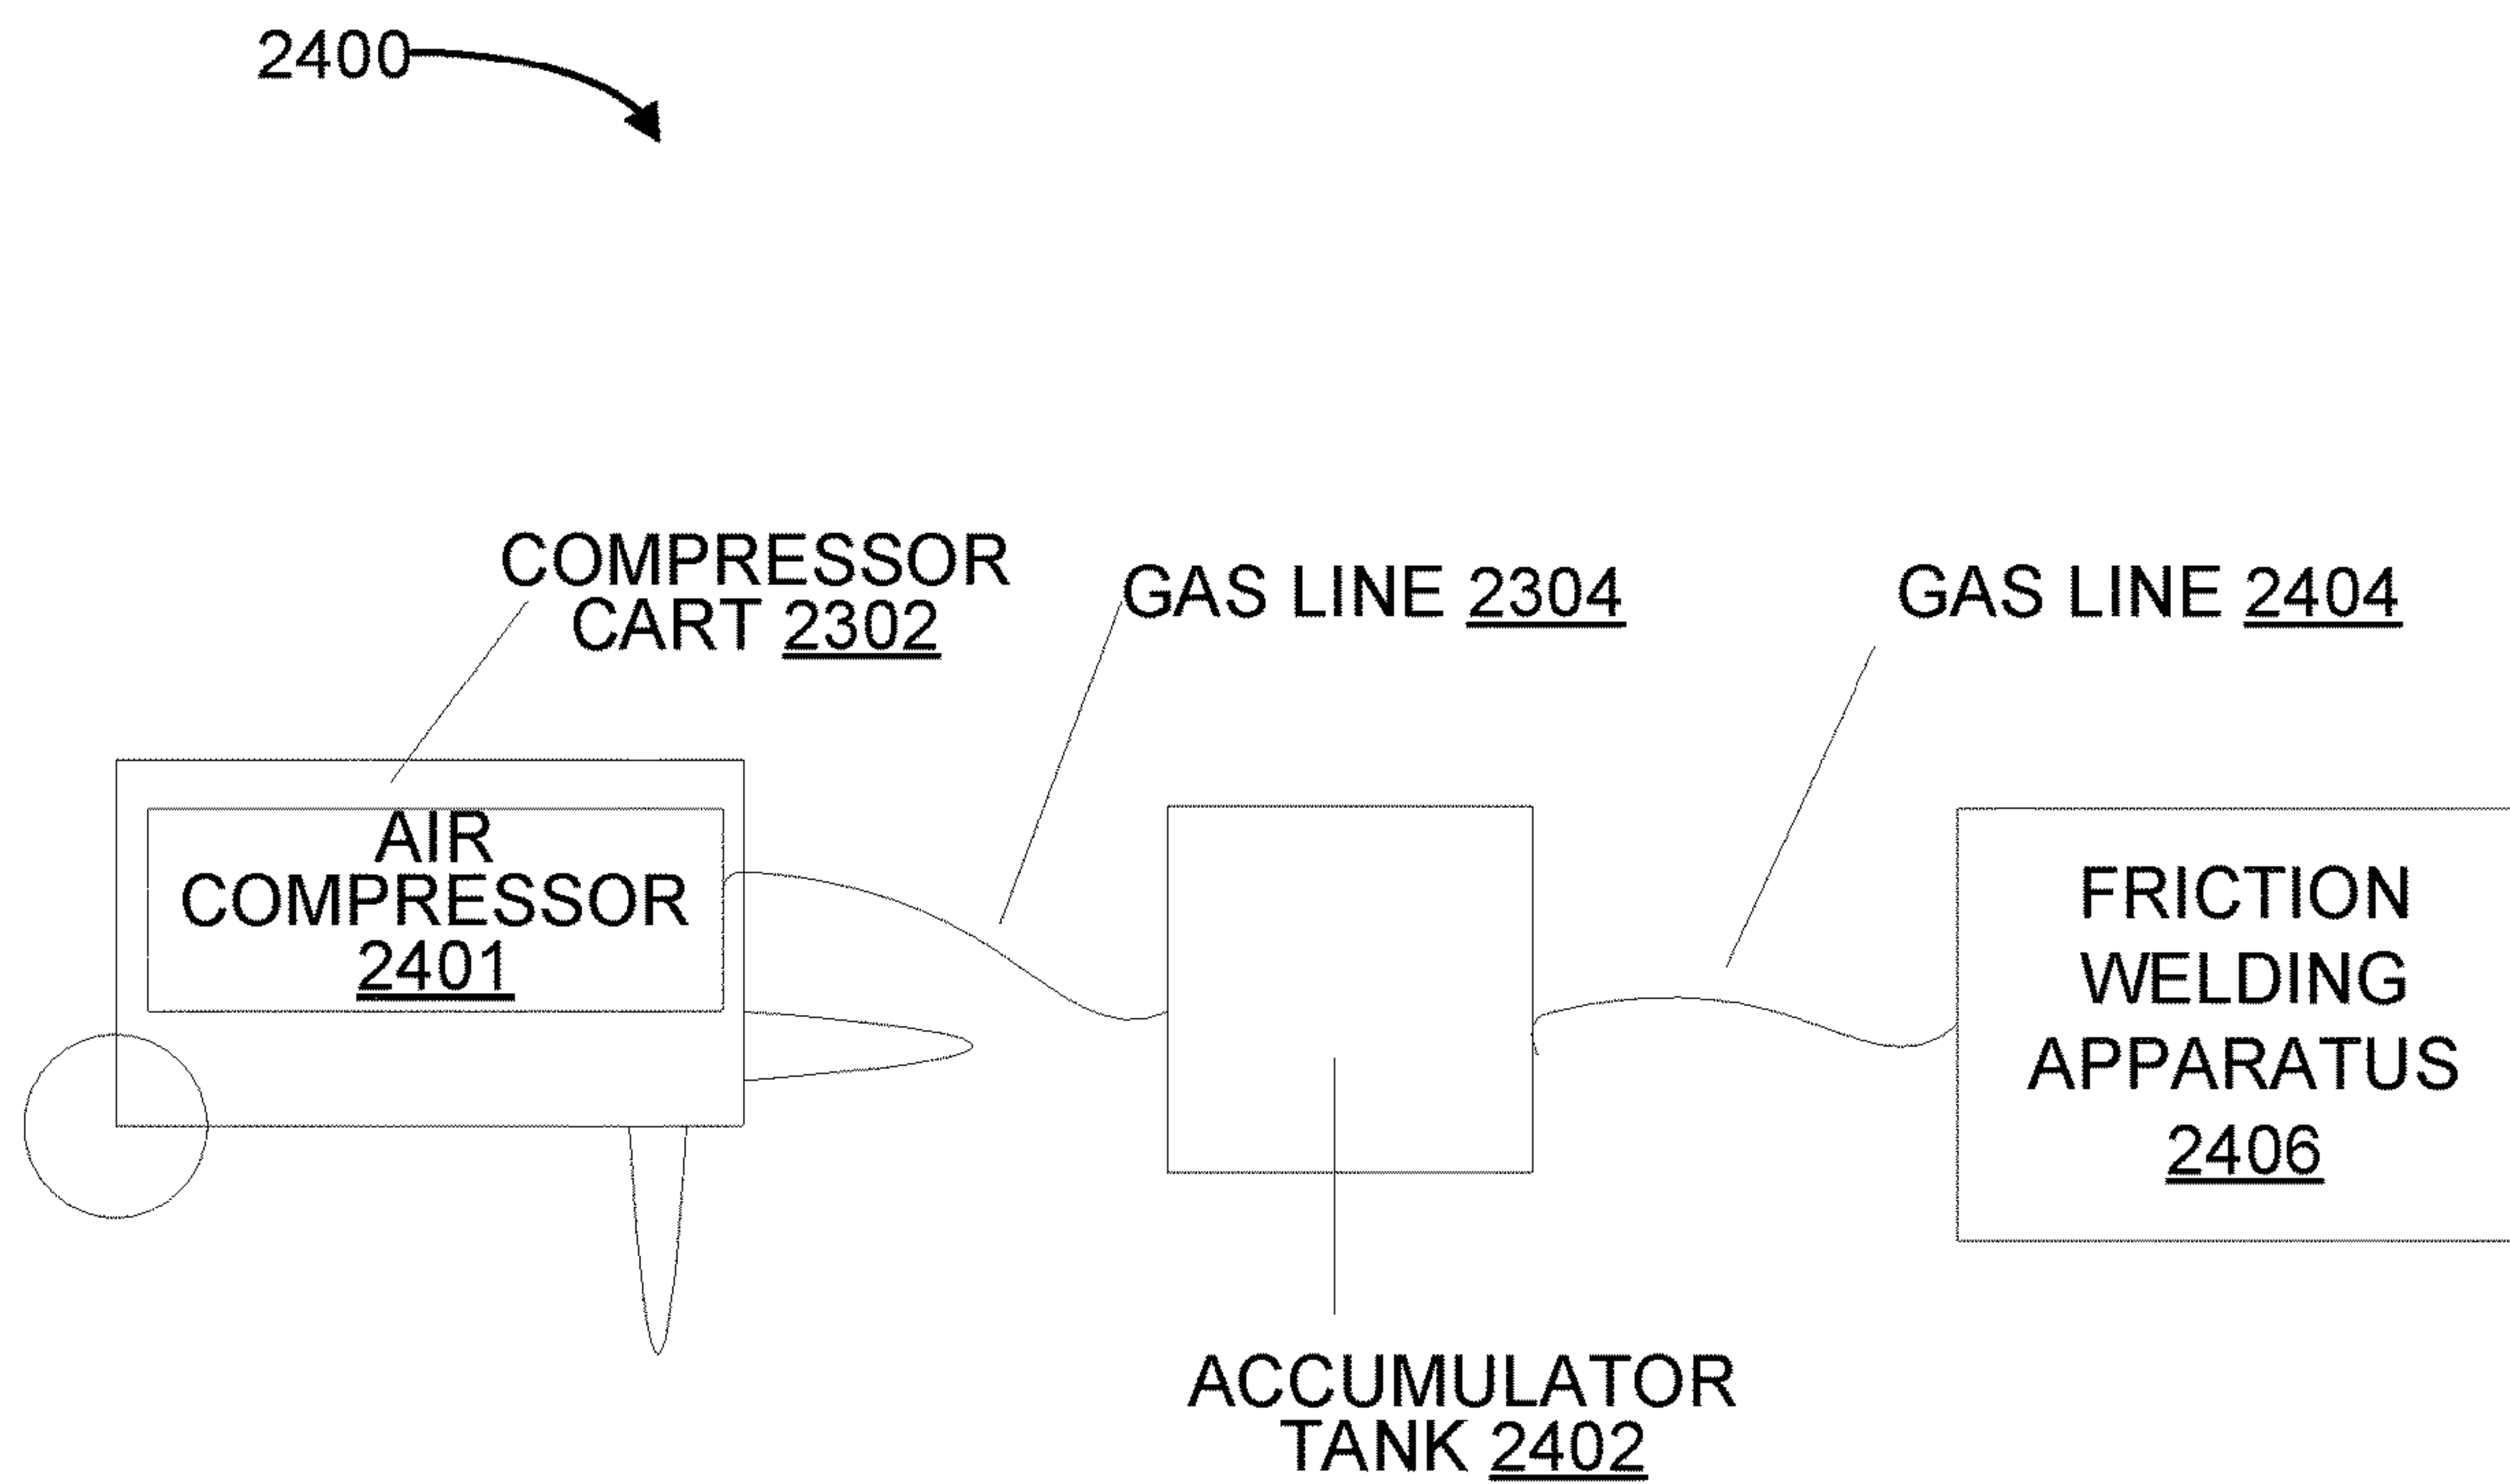 2400
COMPRESSOR
CART 2302
GAS LINE 2304
GAS LINE 2404
AIR
COMPRESSOR
2401
FRICTION
WELDING
APPARATUS
2406
ACCUMULATOR
TANK 2402